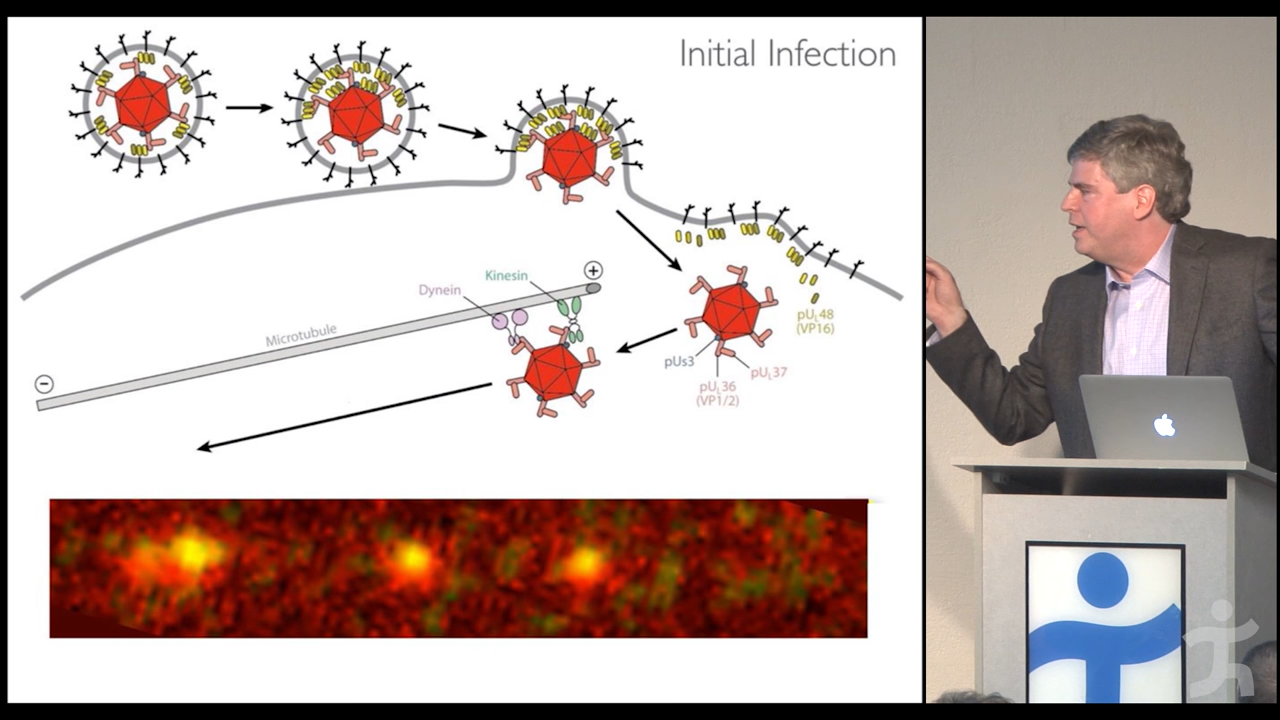 Initial Infection
Kinesin
+
Dynein
Microtubule
−
pUL48
(VP16)
pUs3
pUL37
pUL36
(VP1/2)